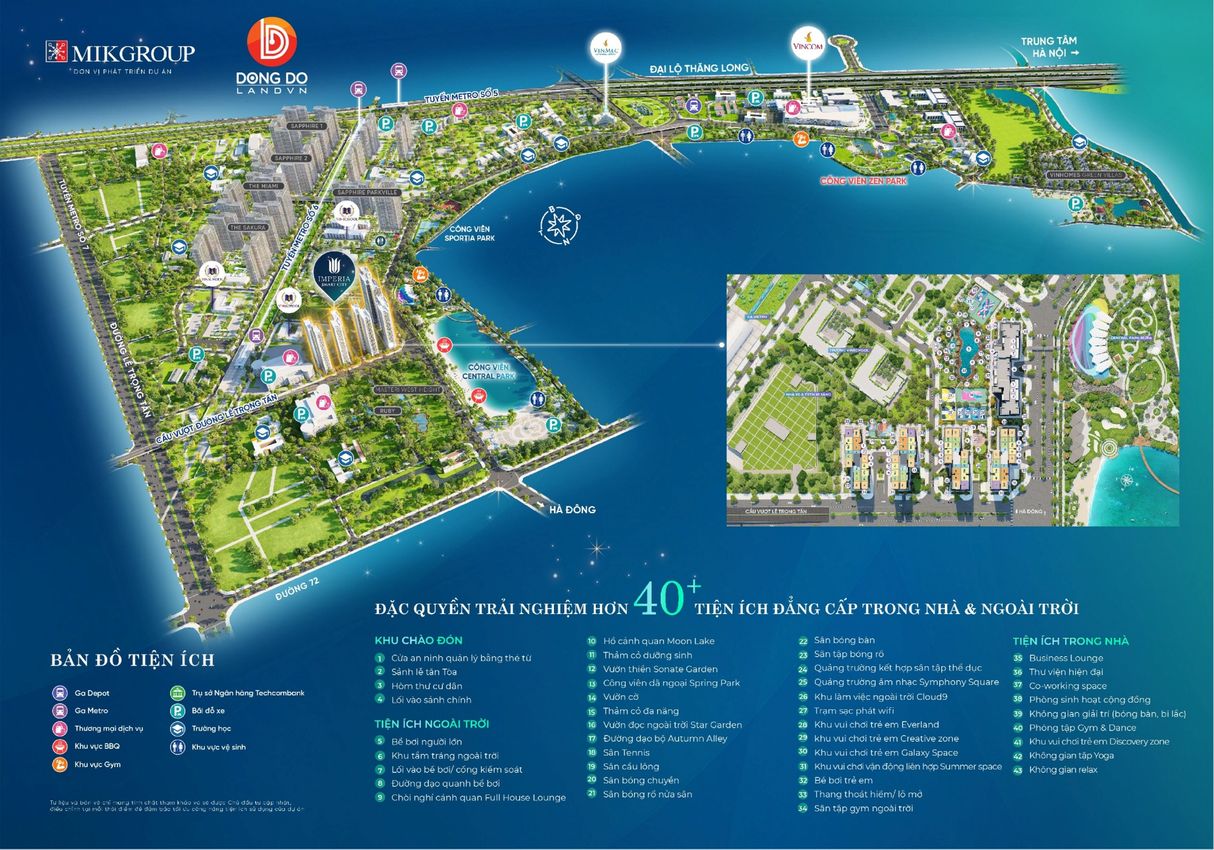 MIKGROUP
ĐƠN VỊ PHÁT TRIỂN DỰ ÁN
DONG DO
LANDVN
VINMEC
VINCOM
ĐẠI LỘ THĂNG LONG
TRUNG TÂM
HÀ NỘI →
TUYẾN METRO SỐ 5
SAPPHIRE 1
SAPPHIRE 2
THE MIAMI
SAPPHIRE PARKVILLE
THE SAKURA
TUYẾN METRO SỐ 7
TUYẾN METRO SỐ 6
CÔNG VIÊN ZEN PARK
VINHOMES GREEN VILLAS
CÔNG VIÊN
SPORTIA PARK
IMPERIA
SMART CITY
ĐƯỜNG LÊ TRỌNG TẤN
CÔNG VIÊN
CENTRAL PARK
MASTER WEST HEIGHT
RUBY
CẦU VƯỢT ĐƯỜNG LÊ TRỌNG TẤN
HÀ ĐÔNG
ĐƯỜNG 72
CẦU VƯỢT LÊ TRỌNG TẤN
HÀ ĐÔNG
ĐẶC QUYỀN TRẢI NGHIỆM HƠN 40+ TIỆN ÍCH ĐẲNG CẤP TRONG NHÀ & NGOÀI TRỜI
BẢN ĐỒ TIỆN ÍCH
Ga Depot
Ga Metro
Thương mại dịch vụ
Khu vực BBQ
Khu vực Gym
Trụ sở Ngân hàng Techcombank
P Bãi đỗ xe
Trường học
Khu vực vệ sinh
Tư liệu và bản vẽ chỉ mang tính chất tham khảo và sẽ được Chủ đầu tư cập nhật,
điều chỉnh tại mỗi thời điểm để đảm bảo tối ưu công năng tiện ích sử dụng của dự án
KHU CHÀO ĐÓN
1 Cửa an ninh quản lý bằng thẻ từ
2 Sảnh lễ tân Tòa
3 Hòm thư cư dân
4 Lối vào sảnh chính
TIỆN ÍCH NGOÀI TRỜI
5 Bể bơi người lớn
6 Khu tắm tráng ngoài trời
7 Lối vào bể bơi/ cổng kiểm soát
8 Đường dạo quanh bể bơi
9 Chòi nghỉ cảnh quan Full House Lounge
10 Hồ cảnh quan Moon Lake
11 Thảm cỏ dưỡng sinh
12 Vườn thiền Sonate Garden
13 Công viên dã ngoại Spring Park
14 Vườn cờ
15 Thảm cỏ đa năng
16 Vườn đọc ngoài trời Star Garden
17 Đường dạo bộ Autumn Alley
18 Sân Tennis
19 Sân cầu lông
20 Sân bóng chuyền
21 Sân bóng rổ nửa sân
22 Sân bóng bàn
23 Sân tập bóng rổ
24 Quảng trường kết hợp sân tập thể dục
25 Quảng trường âm nhạc Symphony Square
26 Khu làm việc ngoài trời Cloud9
27 Trạm sạc phát wifi
28 Khu vui chơi trẻ em Everland
29 khu vui chơi trẻ em Creative zone
30 Khu vui chơi trẻ em Galaxy Space
31 Khu vui chơi vận động liên hợp Summer space
32 Bể bơi trẻ em
33 Thang thoát hiểm/ lỗ mở
34 Sân tập gym ngoài trời
TIỆN ÍCH TRONG NHÀ
35 Business Lounge
36 Thư viện hiện đại
37 Co-working space
38 Phòng sinh hoạt cộng đồng
39 Không gian giải trí (bóng bàn, bi lắc)
40 Phòng tập Gym & Dance
41 Khu vui chơi trẻ em Discovery zone
42 Không gian tập Yoga
43 Không gian relax